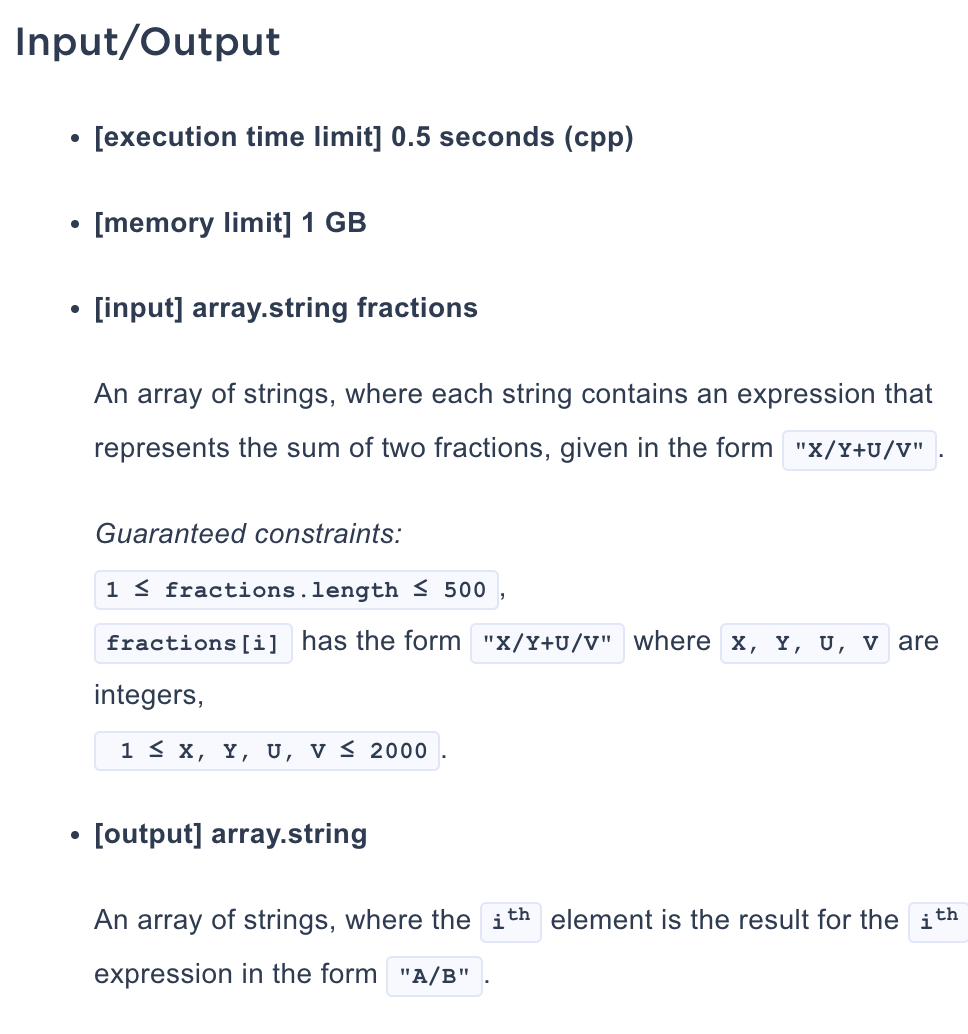 Input/Output
• [execution time limit] 0.5 seconds (cpp)
• [memory limit] 1 GB
• [input] array.string fractions
An array of strings, where each string contains an expression that
represents the sum of two fractions, given in the form "X/Y+U/V".
Guaranteed constraints:
1 ≤ fractions.length ≤ 500,
fractions[i] has the form "X/Y+U/V" where X, Y, U, V are
integers,
1 ≤ X, Y, U, V ≤ 2000.
• [output] array.string
An array of strings, where the iᵗʰ element is the result for the iᵗʰ
expression in the form "A/B".